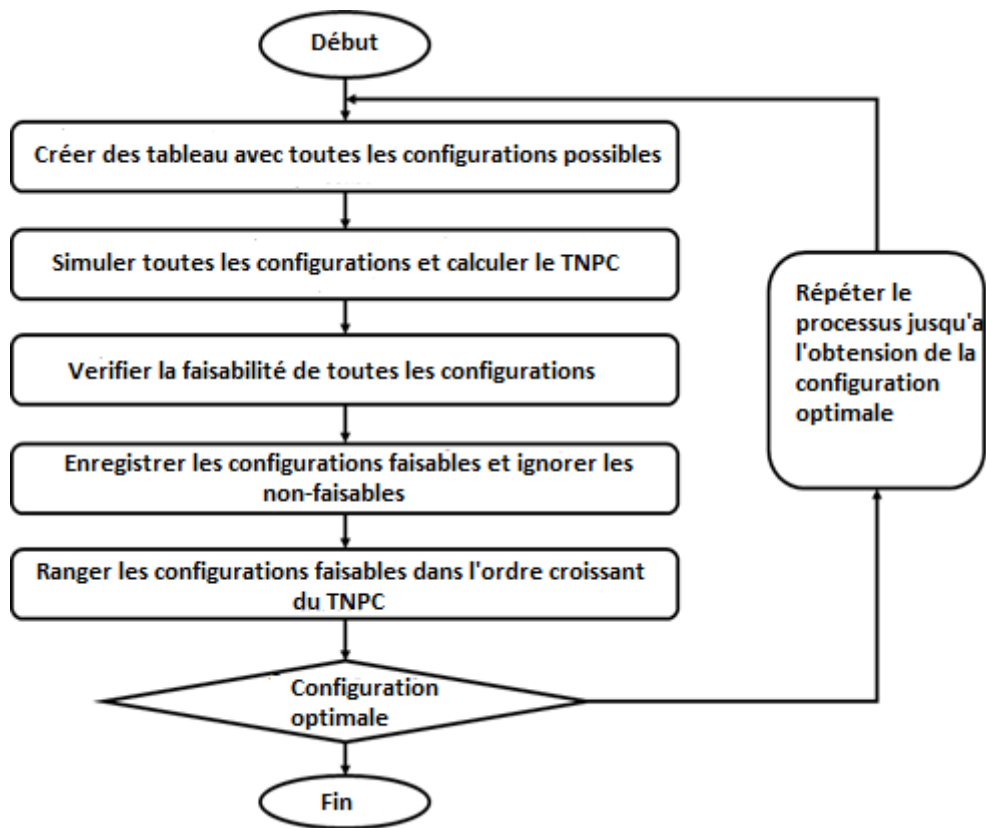 Début
Créer des tableau avec toutes les configurations possibles
Simuler toutes les configurations et calculer le TNPC
Verifier la faisabilité de toutes les configurations
Enregistrer les configurations faisables et ignorer les
non-faisables
Ranger les configurations faisables dans l'ordre croissant
du TNPC
Configuration
optimale
Fin
Répéter le
processus jusqu'a
l'obtension de la
configuration
optimale